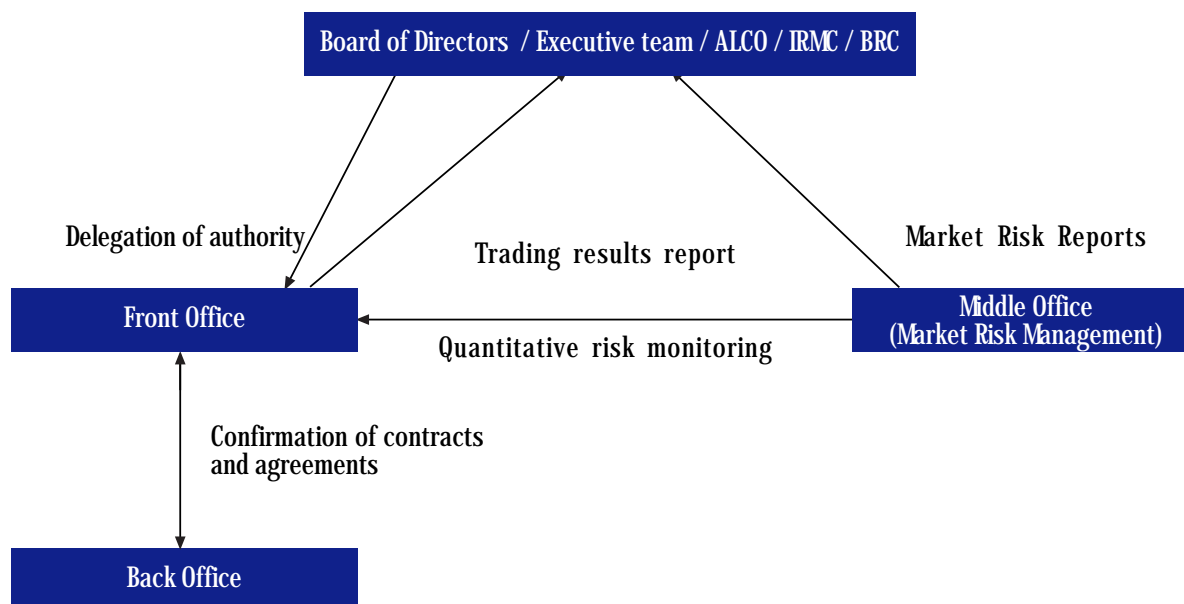 Board of Directors / Executive team / ALCO / IRMC / BRC
Delegation of authority
Trading results report
Market Risk Reports
Front Office
Middle Office
(Market Risk Management)
Quantitative risk monitoring
Confirmation of contracts
and agreements
Back Office